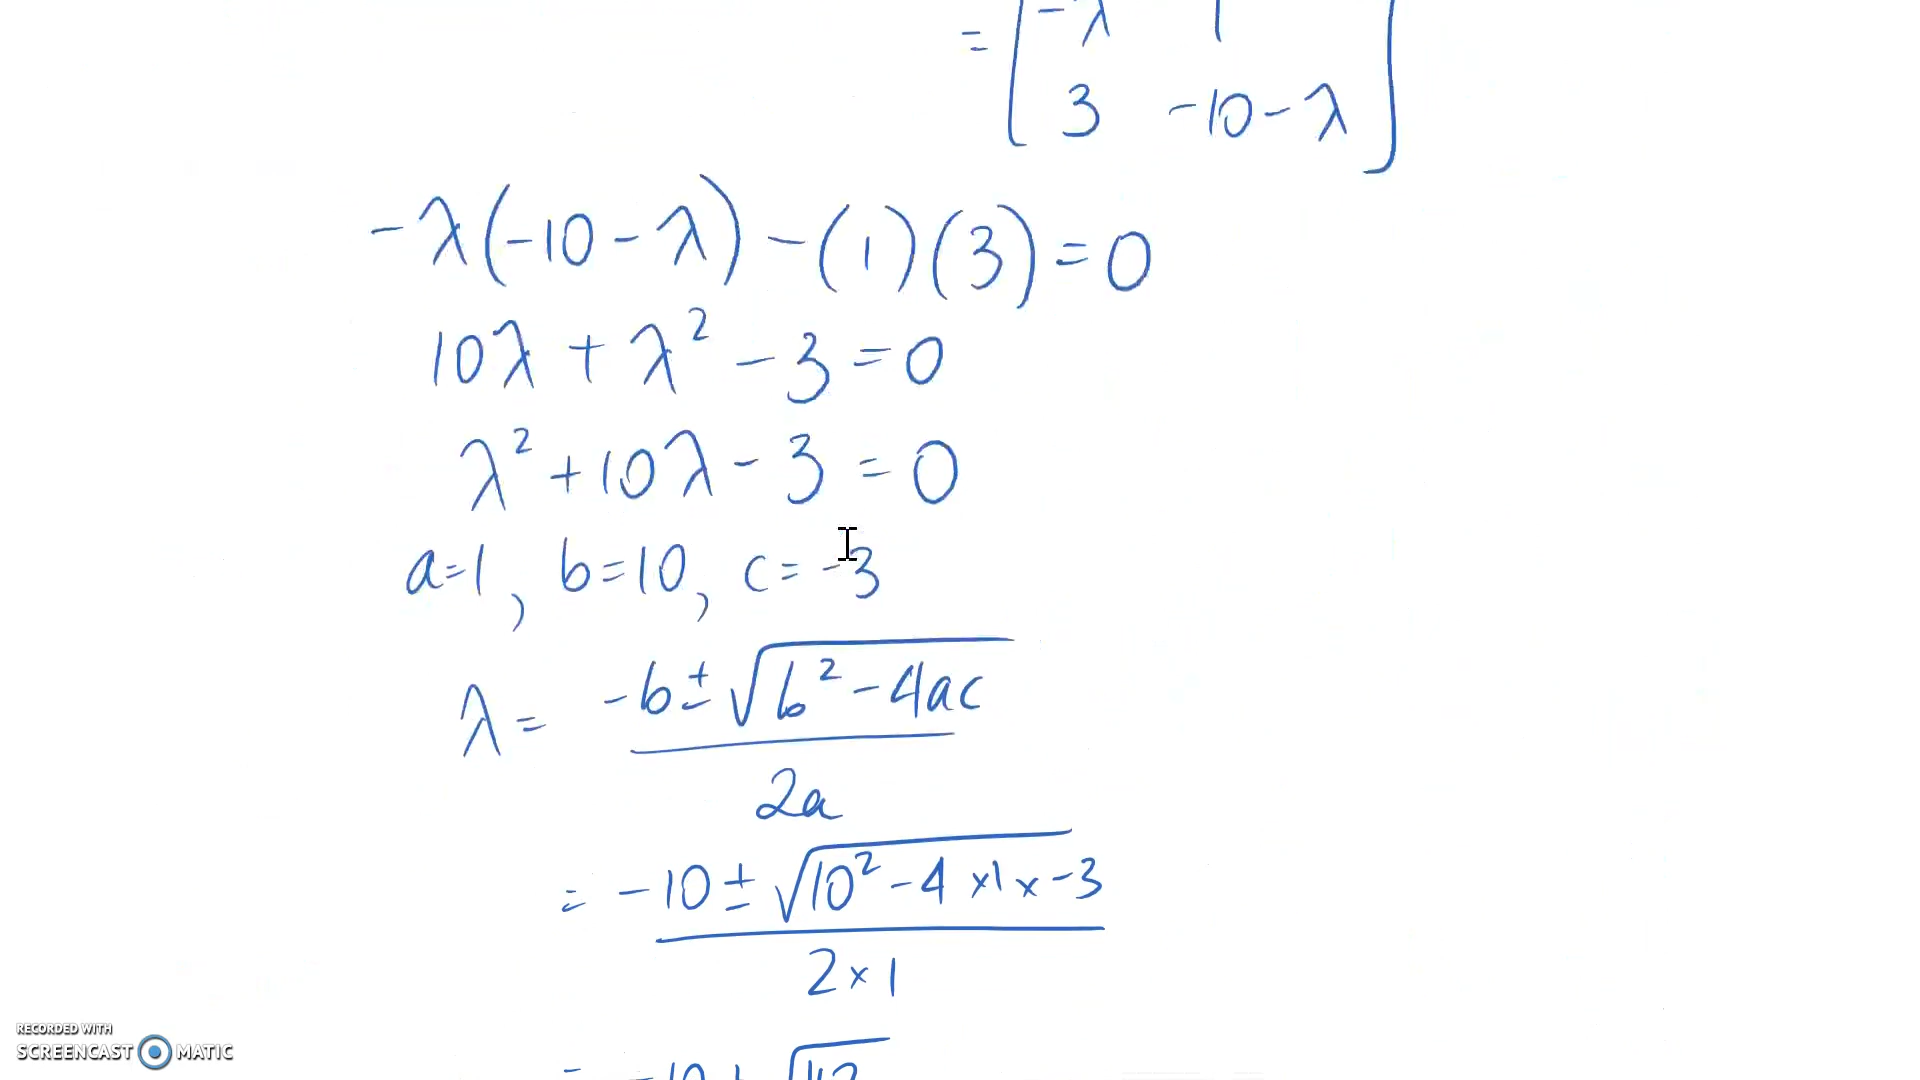 = [ -λ 1
3 -10-λ ]
-λ(-10-λ)-(1)(3)=0
10λ+λ²-3=0
λ²+10λ-3=0
a=1, b=10, c=-3
λ= -b±√b²-4ac
2a
= -10±√10²-4×1×-3
2×1
RECORDED WITH
SCREENCAST MATIC